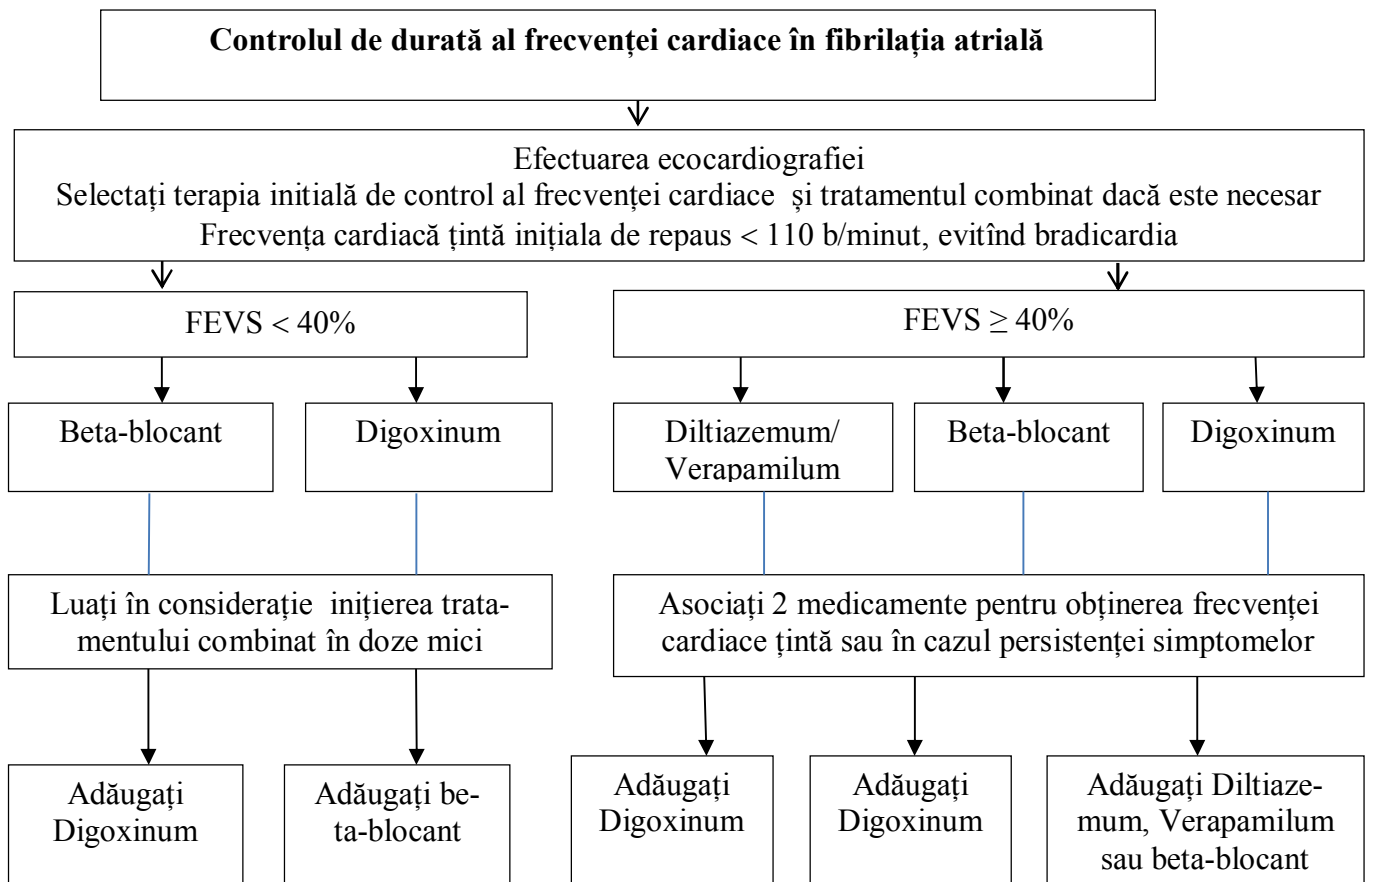 Controlul de durată al frecvenței cardiace în fibrilația atrială
Efectuarea ecocardiografiei
Selectați terapia initială de control al frecvenței cardiace și tratamentul combinat dacă este necesar
Frecvența cardiacă țintă inițiala de repaus < 110 b/minut, evitînd bradicardia
FEVS < 40%
FEVS ≥ 40%
Beta-blocant
Digoxinum
Diltiazemum/
Verapamilum
Beta-blocant
Digoxinum
Luați în considerație inițierea trata-
mentului combinat în doze mici
Asociați 2 medicamente pentru obținerea frecvenței
cardiace țintă sau în cazul persistenței simptomelor
Adăugați
Digoxinum
Adăugați be-
ta-blocant
Adăugați
Digoxinum
Adăugați
Digoxinum
Adăugați Diltiaze-
mum, Verapamilum
sau beta-blocant